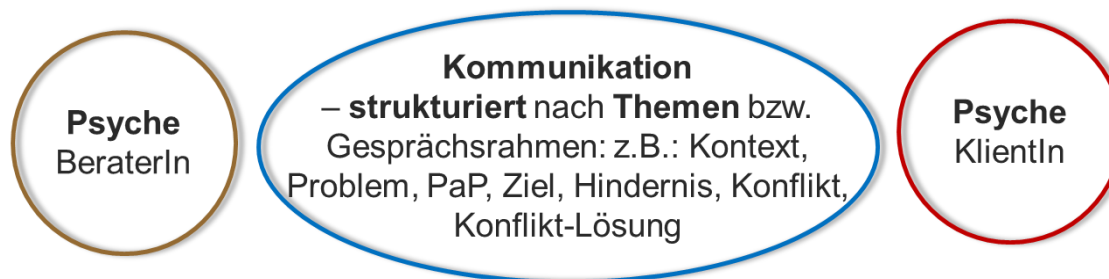 Psyche
BeraterIn
Kommunikation
– strukturiert nach Themen bzw.
Gesprächsrahmen: z.B.: Kontext,
Problem, PaP, Ziel, Hindernis, Konflikt,
Konflikt-Lösung
Psyche
KlientIn